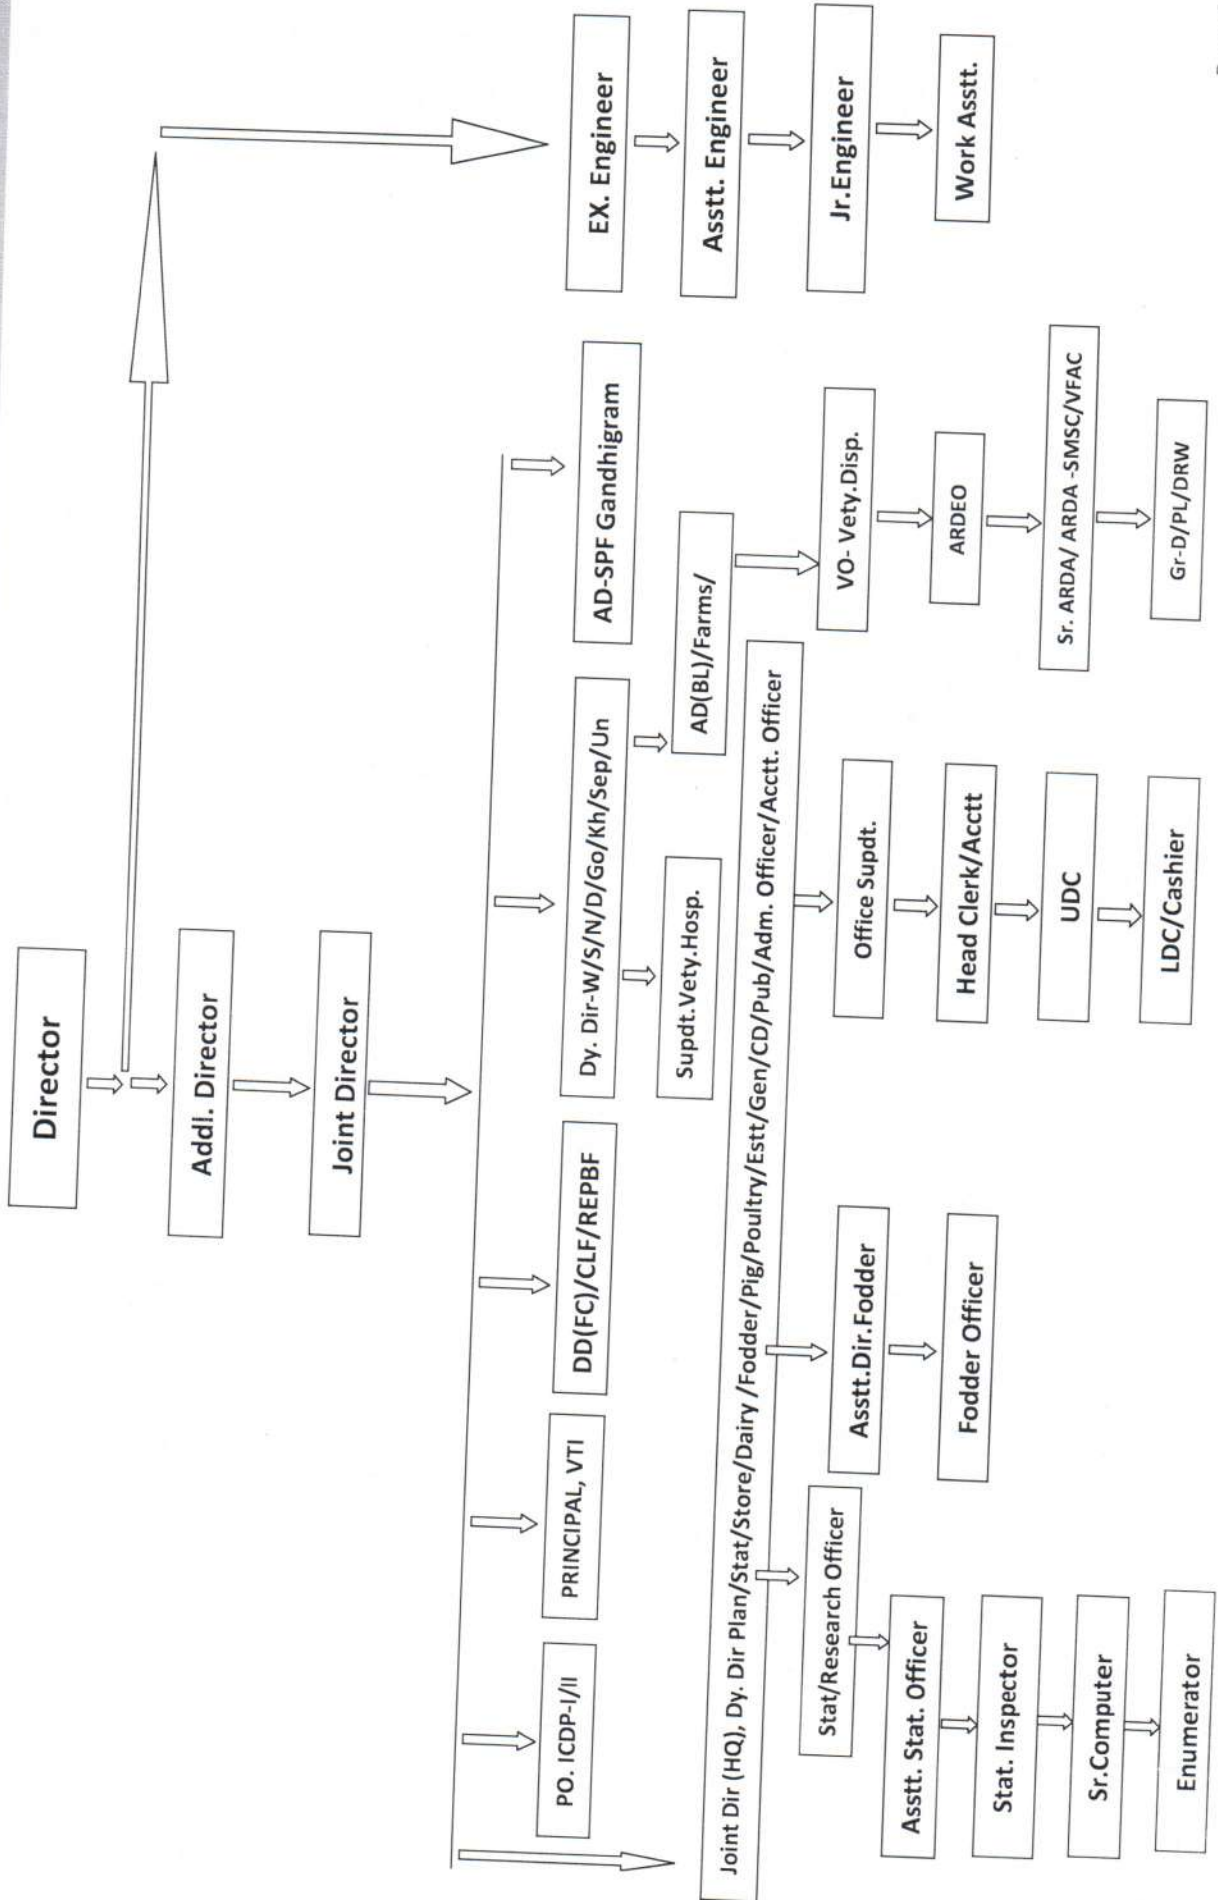 Director
Addl. Director
Joint Director
PO. ICDP-I/II
PRINCIPAL, VTI
DD(FC)/CLF/REPBF
Dy. Dir-W/S/N/D/Go/Kh/Sep/Un
AD-SPF Gandhigram
EX. Engineer
Supdt.Vety.Hosp.
AD(BL)/Farms/
Asstt. Engineer
Joint Dir (HQ), Dy. Dir Plan/Stat/Store/Dairy /Fodder/Pig/Poultry/Estt/Gen/CD/Pub/Adm. Officer/Acctt. Officer
Stat/Research Officer
Asstt.Dir.Fodder
Office Supdt.
VO- Vety.Disp.
Jr.Engineer
Asstt. Stat. Officer
Fodder Officer
Head Clerk/Acctt
ARDEO
Work Asstt.
Stat. Inspector
UDC
Sr. ARDA/ ARDA -SMSC/VFAC
Sr.Computer
LDC/Cashier
Gr-D/PL/DRW
Enumerator